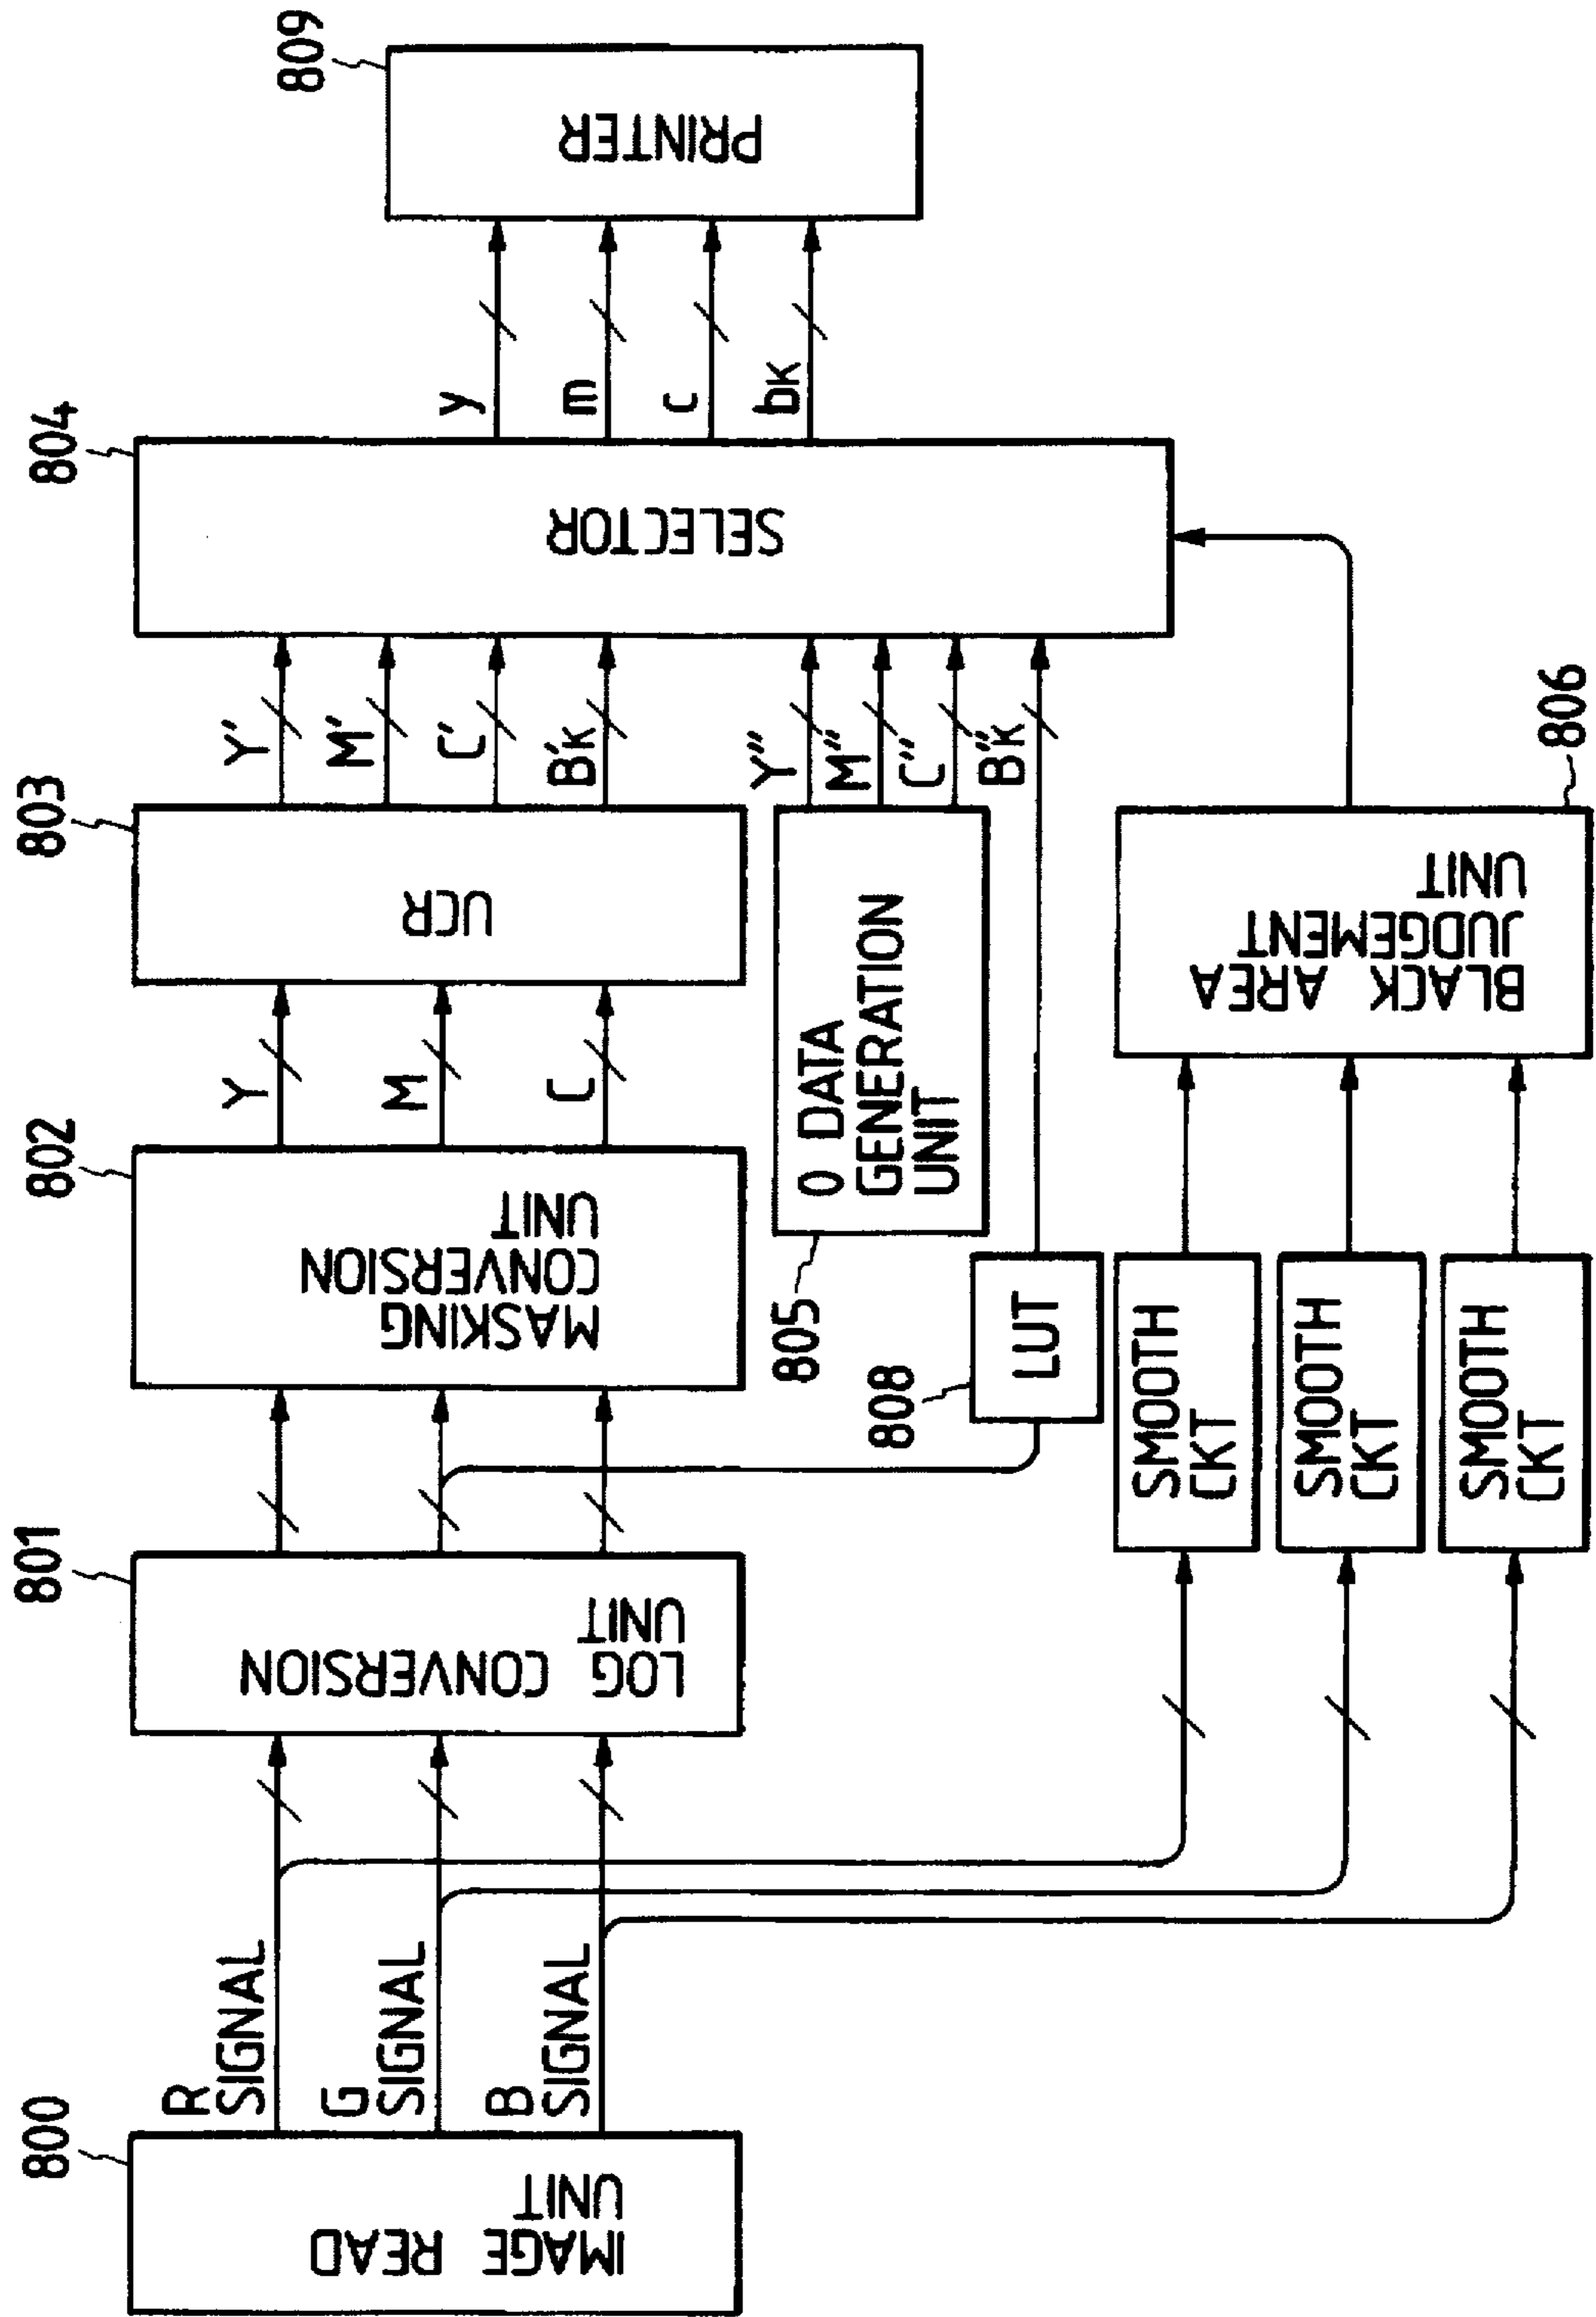 800
IMAGE READ
UNIT
R
SIGNAL
G
SIGNAL
B
SIGNAL
801
LOG CONVERSION
UNIT
802
MASKING
CONVERSION
UNIT
Y
M
C
803
UCR
Y'
M'
C'
B'K
804
SELECTOR
y
m
c
bK
809
PRINTER
805
0 DATA
GENERATION
UNIT
Y"
M"
C"
B"K
808
LUT
SMOOTH
CKT
SMOOTH
CKT
SMOOTH
CKT
806
BLACK AREA
JUDGEMENT
UNIT